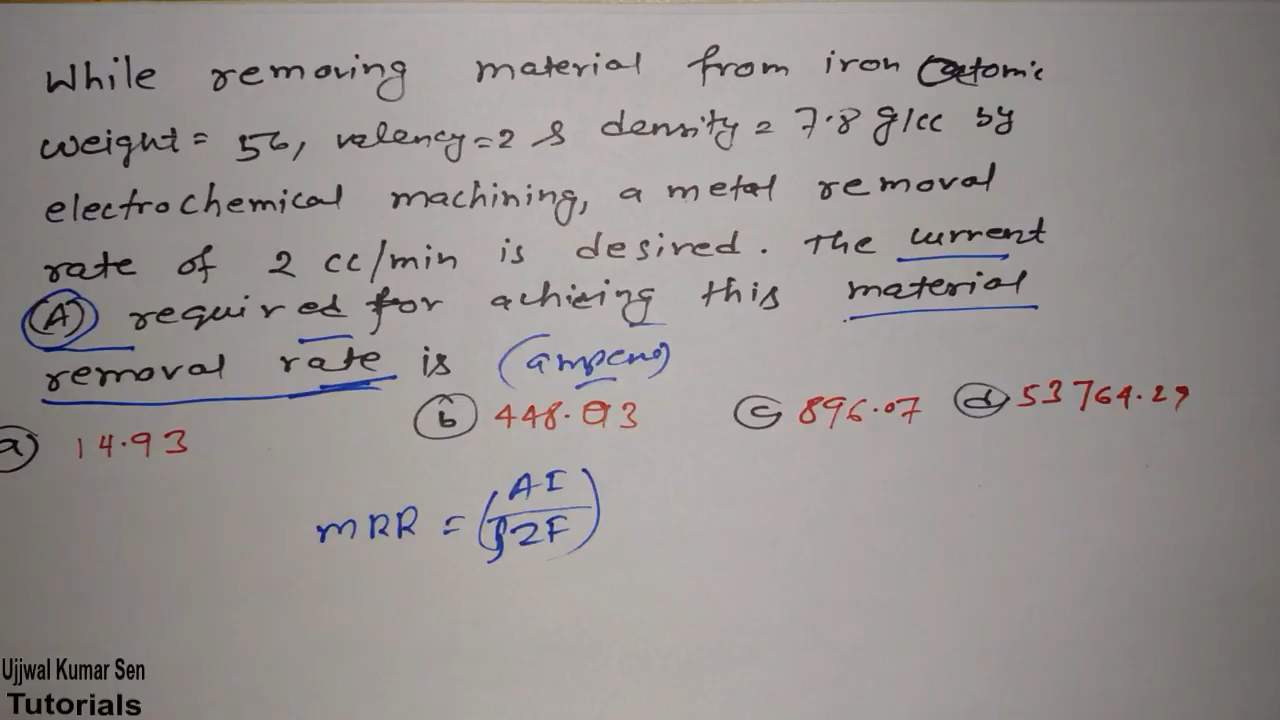 While removing material from iron (atomic
weight = 56, valency = 2 & density = 7.8 g/cc by
electrochemical machining, a metal removal
rate of 2 cc/min is desired. The current
(A) required for achieing this material
removal rate is (ampeng)
a) 14.93 (b) 448.03 (c) 896.07 (d) 53764.29
MRR = (AI / ρZF)
Ujjwal Kumar Sen
Tutorials